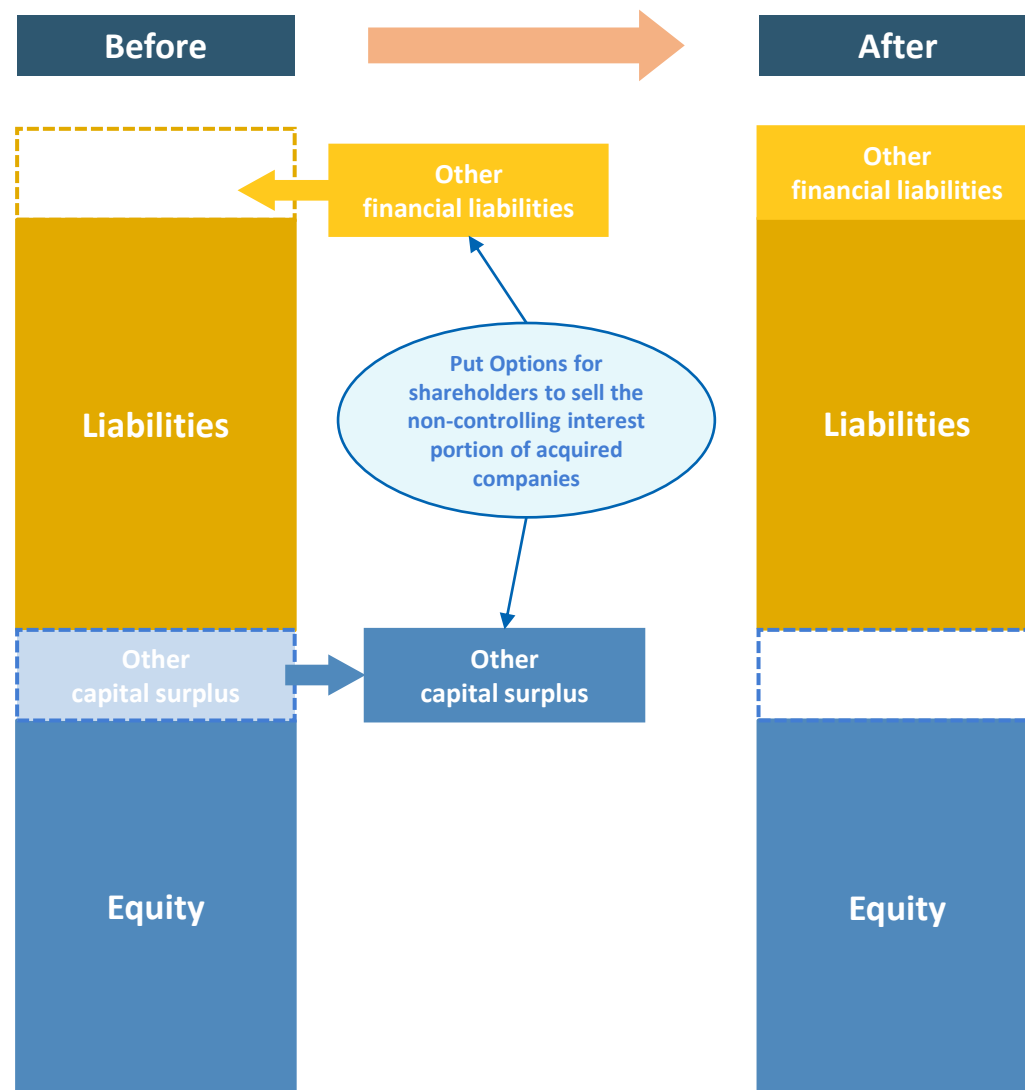 Before
After
Other
financial liabilities
Other
financial liabilities
Put Options for
shareholders to sell the
non-controlling interest
portion of acquired
companies
Liabilities
Liabilities
Other
capital surplus
Other
capital surplus
Equity
Equity